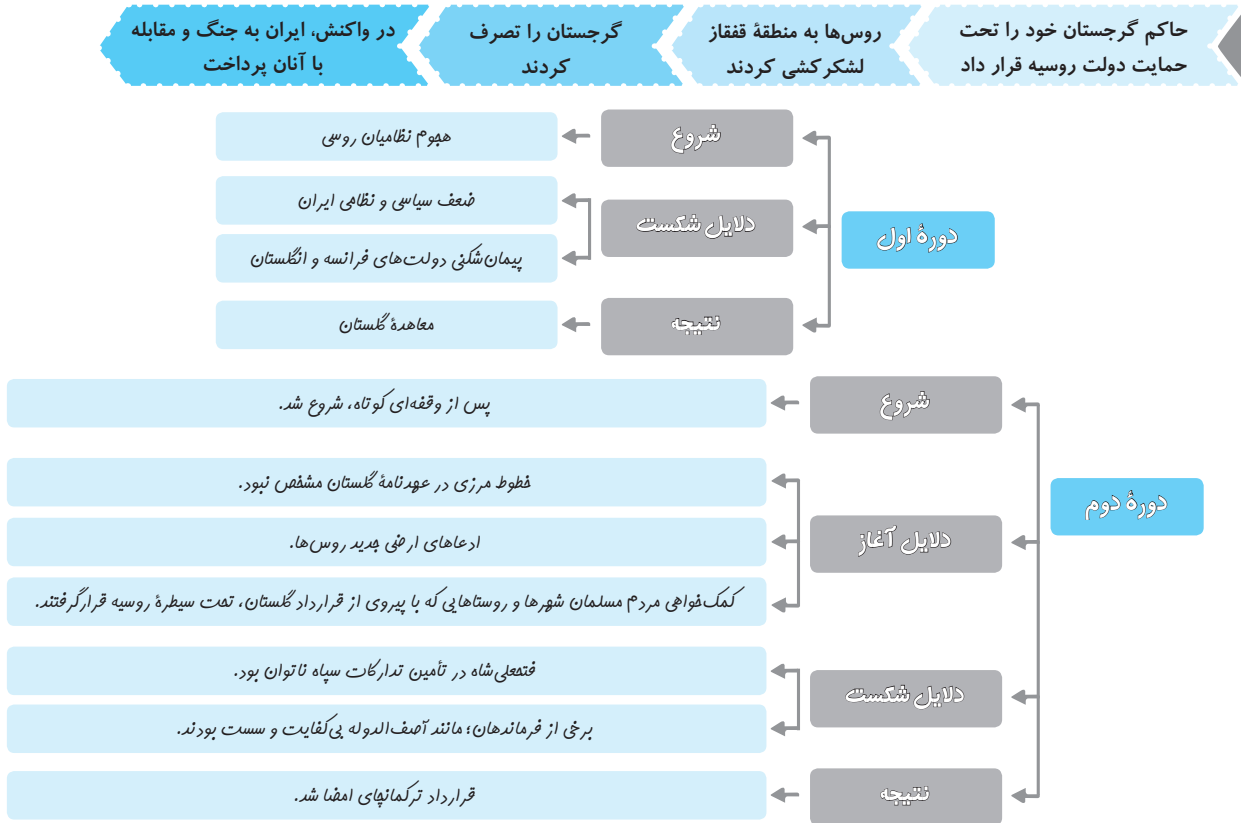 حاکم گرجستان خود را تحت
حمایت دولت روسیه قرار داد
روس‌ها به منطقهٔ قفقاز
لشکرکشی کردند
گرجستان را تصرف
کردند
در واکنش، ایران به جنگ و مقابله
با آنان پرداخت
دورهٔ اول
شروع
هجوم نظامیان روسی
دلایل شکست
ضعف سیاسی و نظامی ایران
پیمان‌شکنی دولت‌های فرانسه و انگلستان
نتیجه
معاهدهٔ گلستان
دورهٔ دوم
شروع
پس از وقفه‌ای کوتاه، شروع شد.
دلایل آغاز
خطوط مرزی در عهدنامهٔ گلستان مشخص نبود.
ادعاهای ارضی جدید روس‌ها.
کمک‌خواهی مردم مسلمان شهرها و روستاهایی که با پیروی از قرارداد گلستان، تحت سیطرهٔ روسیه قرار گرفتند.
دلایل شکست
فتحعلی‌شاه در تأمین تدارکات سپاه ناتوان بود.
برخی از فرماندهان؛ مانند آصف‌الدوله بی‌کفایت و سست بودند.
نتیجه
قرارداد ترکمانچای امضا شد.